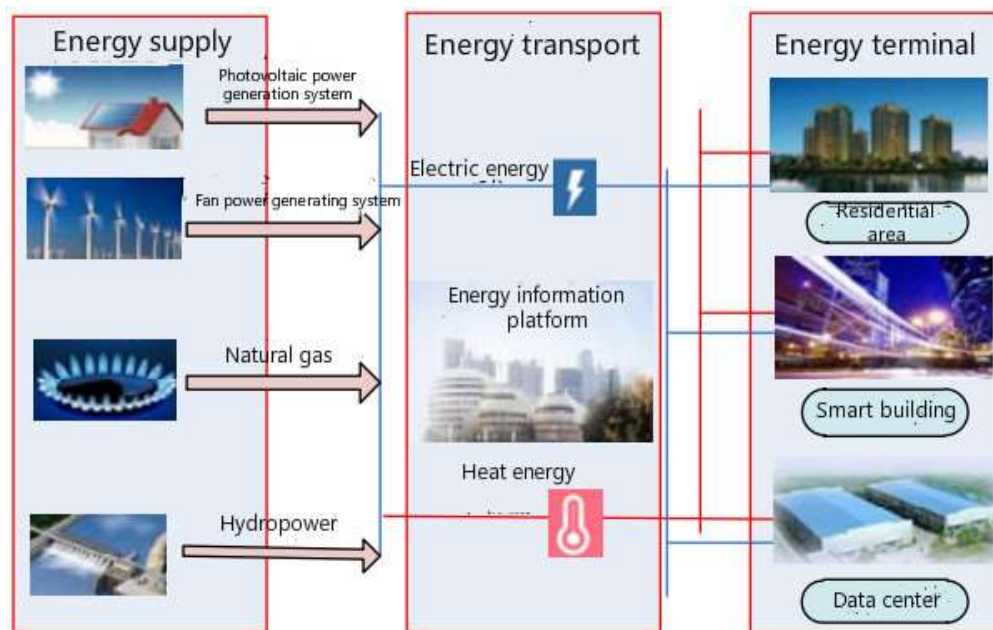 Energy supply
Photovoltaic power
generation system
Fan power generating system
Natural gas
Hydropower
Energy transport
Electric energy
Energy information
platform
Heat energy
Energy terminal
Residential
area
Smart building
Data center